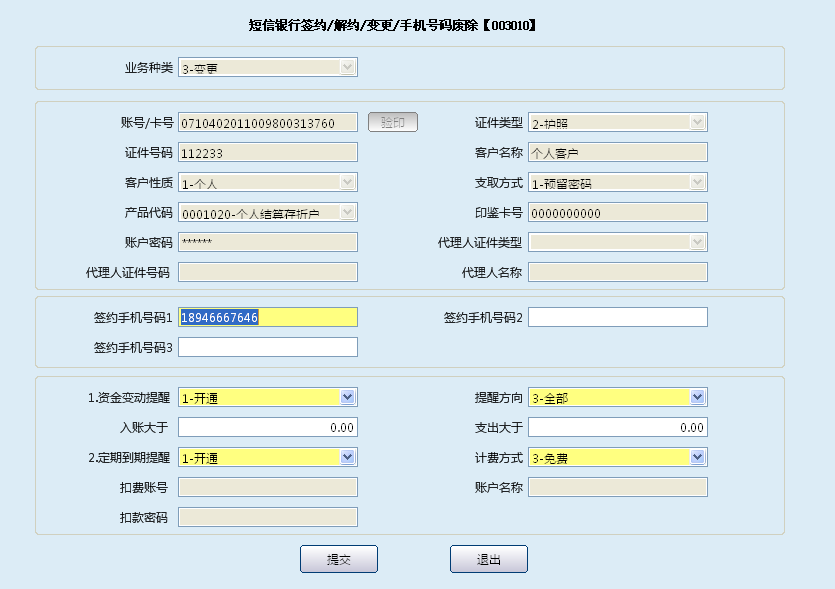 短信银行签约/解约/变更/手机号码废除【003010】
业务种类 3-变更
账号/卡号 0710402011009800313760 验印 证件类型 2-护照
证件号码 112233 客户名称 个人客户
客户性质 1-个人 支取方式 1-预留密码
产品代码 0001020-个人结算存折户 印鉴卡号 0000000000
账户密码 ****** 代理人证件类型
代理人证件号码 代理人名称
签约手机号码1 18946667646 签约手机号码2
签约手机号码3
1.资金变动提醒 1-开通 提醒方向 3-全部
入账大于 0.00 支出大于 0.00
2.定期到期提醒 1-开通 计费方式 3-免费
扣费账号 账户名称
扣款密码
提交 退出